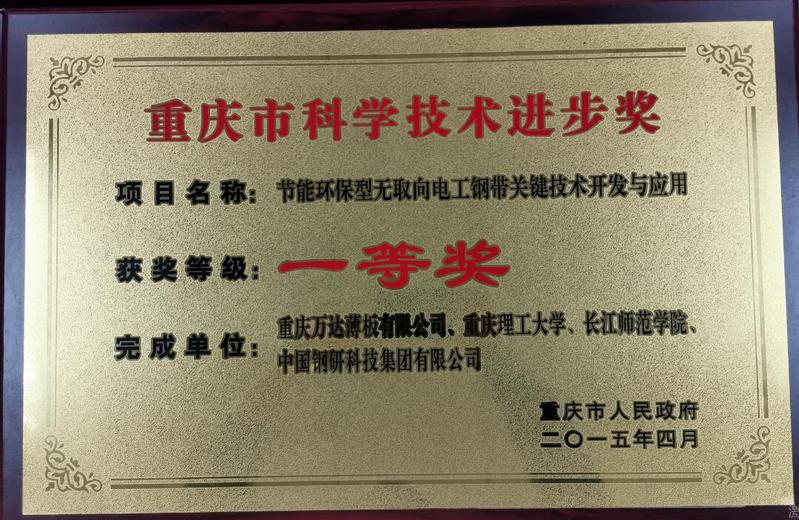 重庆市科学技术进步奖
项目名称：节能环保型无取向电工钢带关键技术开发与应用
获奖等级：一等奖
完成单位：重庆万达薄板有限公司、重庆理工大学、长江师范学院、
中国钢研科技集团有限公司
重庆市人民政府
二〇一五年四月